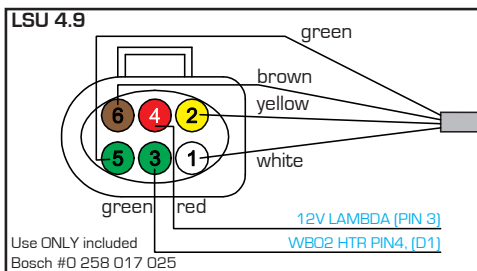 LSU 4.9
green
brown
yellow
6 4 2
5 3 1
white
green red
12V LAMBDA (PIN 3)
WBO2 HTR PIN4, (D1)
Use ONLY included
Bosch #0 258 017 025